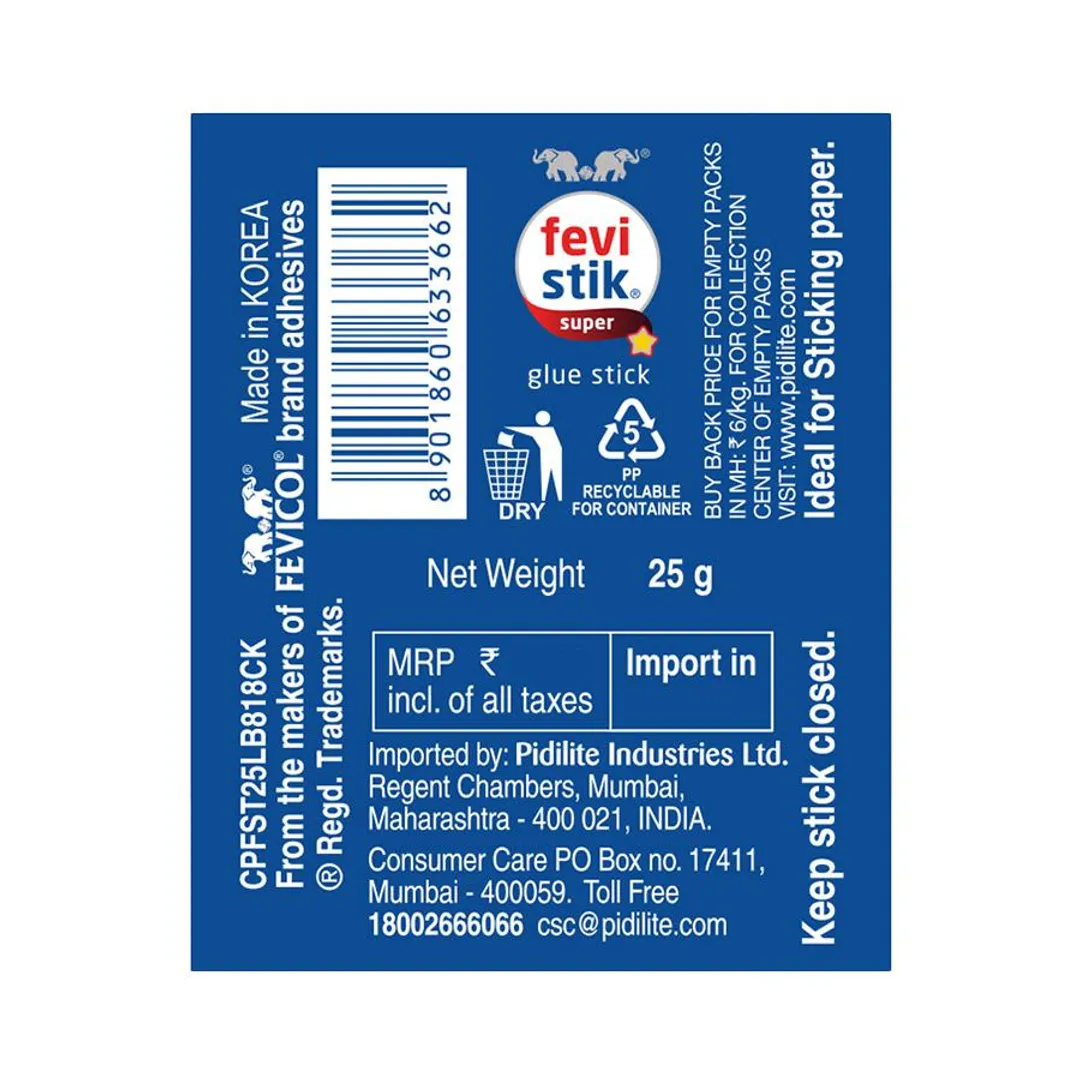 CPFST25LB818CK
Made in KOREA
From the makers of FEVICOL® brand adhesives
® Regd. Trademarks.
8 901860 633662
®
fevi
stik®
super
glue stick
DRY
5
PP
RECYCLABLE
FOR CONTAINER
BUY BACK PRICE FOR EMPTY PACKS
IN MH: ₹ 6/kg. FOR COLLECTION
CENTER OF EMPTY PACKS
VISIT: www.pidilite.com
Ideal for Sticking paper.
Net Weight 25 g
MRP ₹
incl. of all taxes
Import in
Imported by: Pidilite Industries Ltd.
Regent Chambers, Mumbai,
Maharashtra - 400 021, INDIA.
Consumer Care PO Box no. 17411,
Mumbai - 400059. Toll Free
18002666066 csc@pidilite.com
Keep stick closed.